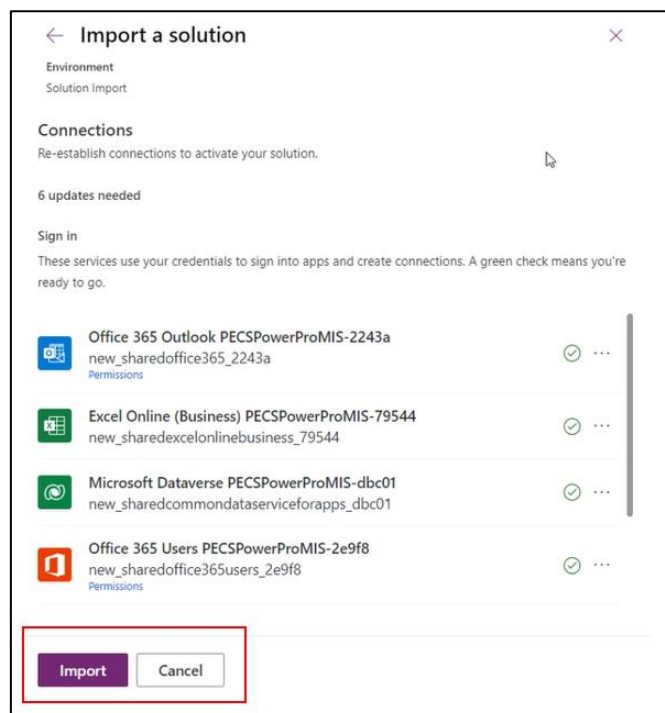 Import a solution
Environment
Solution Import
Connections
Re-establish connections to activate your solution.
6 updates needed
Sign in
These services use your credentials to sign into apps and create connections. A green check means you're
ready to go.
Office 365 Outlook PECSPowerProMIS-2243a
new_sharedoffice365_2243a
Permissions
Excel Online (Business) PECSPowerProMIS-79544
new_sharedexcelonlinebusiness_79544
Microsoft Dataverse PECSPowerProMIS-dbc01
new_sharedcommondataserviceforapps_dbc01
Office 365 Users PECSPowerProMIS-2e9f8
new_sharedoffice365users_2e9f8
Permissions
Import Cancel